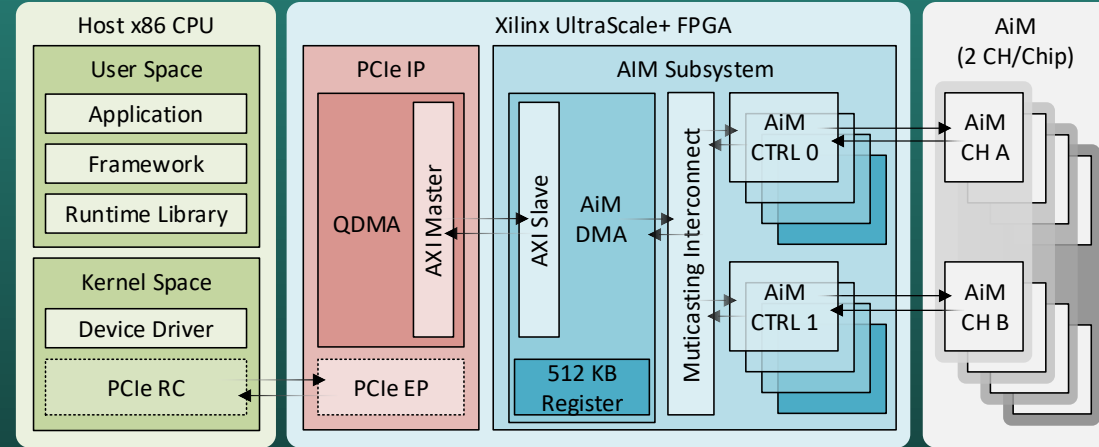 Host x86 CPU
User Space
Application
Framework
Runtime Library
Kernel Space
Device Driver
PCIe RC
Xilinx UltraScale+ FPGA
PCIe IP
QDMA
AXI Master
PCIe EP
AIM Subsystem
AXI Slave
AiM
DMA
512 KB
Register
Muticasting Interconnect
AiM
CTRL 0
AiM
CTRL 1
AiM
(2 CH/Chip)
AiM
CH A
AiM
CH B